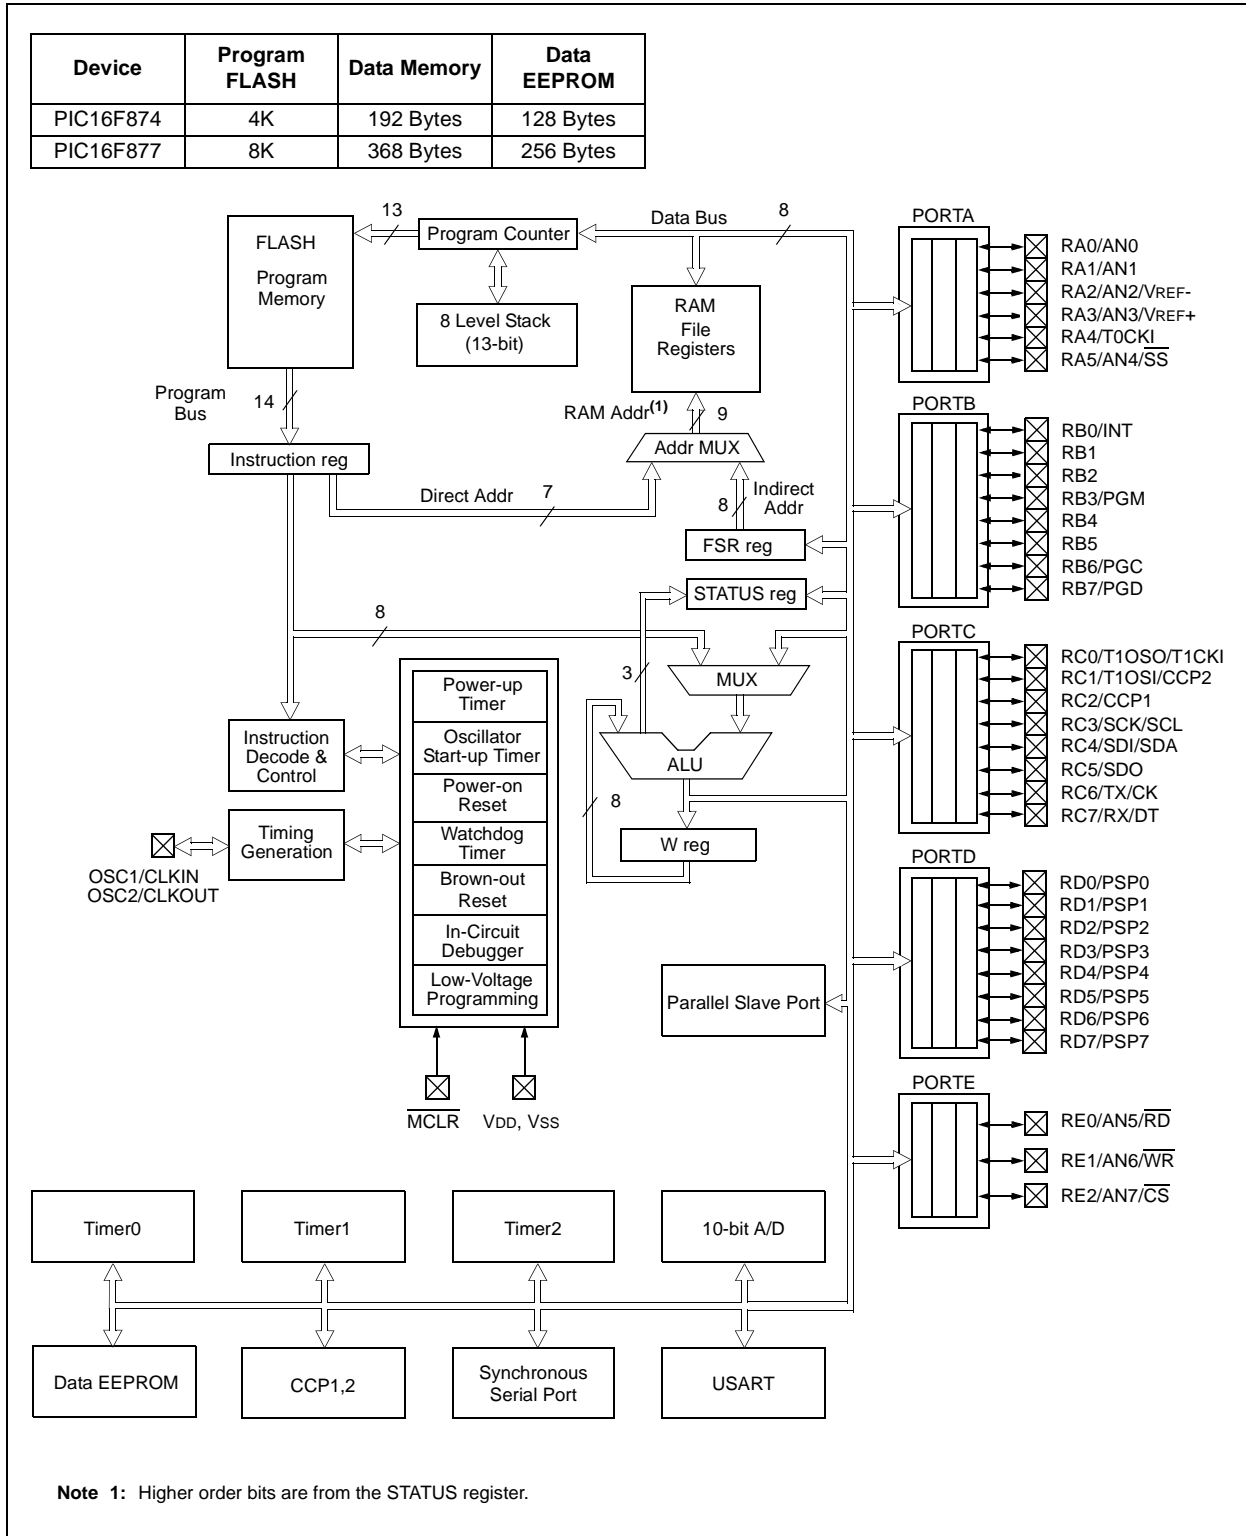 Device Program FLASH Data Memory Data EEPROM
PIC16F874 4K 192 Bytes 128 Bytes
PIC16F877 8K 368 Bytes 256 Bytes
13
Program Counter
Data Bus
8
FLASH
Program
Memory
8 Level Stack
(13-bit)
RAM
File
Registers
Program
Bus
14
RAM Addr(1)
9
Addr MUX
Instruction reg
Direct Addr
7
Indirect
Addr
8
FSR reg
STATUS reg
8
3
MUX
Power-up
Timer
Oscillator
Start-up Timer
Power-on
Reset
Watchdog
Timer
Brown-out
Reset
In-Circuit
Debugger
Low-Voltage
Programming
Instruction
Decode &
Control
Timing
Generation
OSC1/CLKIN
OSC2/CLKOUT
ALU
8
W reg
Parallel Slave Port
MCLR
VDD, VSS
PORTA
RA0/AN0
RA1/AN1
RA2/AN2/VREF-
RA3/AN3/VREF+
RA4/T0CKI
RA5/AN4/SS
PORTB
RB0/INT
RB1
RB2
RB3/PGM
RB4
RB5
RB6/PGC
RB7/PGD
PORTC
RC0/T1OSO/T1CKI
RC1/T1OSI/CCP2
RC2/CCP1
RC3/SCK/SCL
RC4/SDI/SDA
RC5/SDO
RC6/TX/CK
RC7/RX/DT
PORTD
RD0/PSP0
RD1/PSP1
RD2/PSP2
RD3/PSP3
RD4/PSP4
RD5/PSP5
RD6/PSP6
RD7/PSP7
PORTE
RE0/AN5/RD
RE1/AN6/WR
RE2/AN7/CS
Timer0
Timer1
Timer2
10-bit A/D
Data EEPROM
CCP1,2
Synchronous
Serial Port
USART
Note 1: Higher order bits are from the STATUS register.